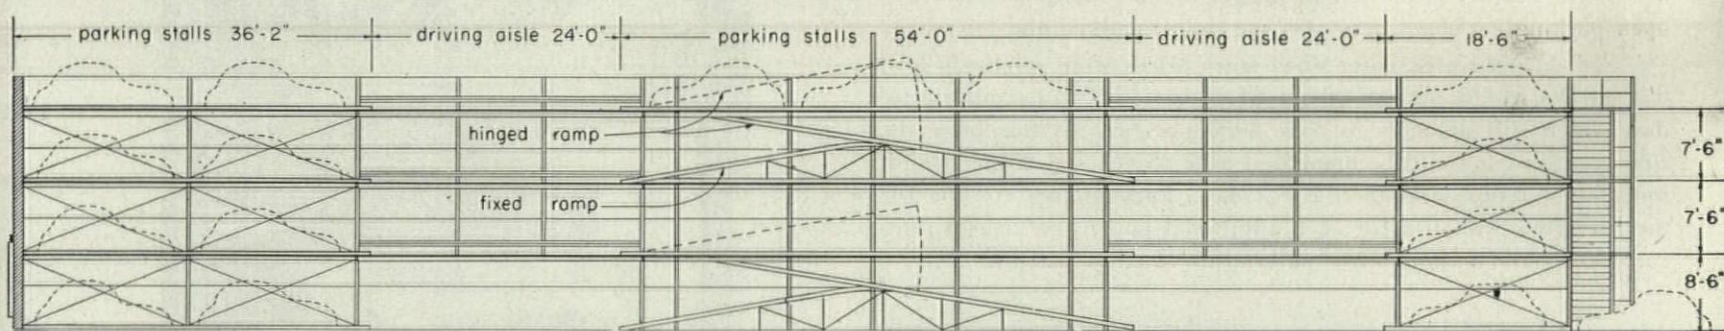 parking stalls 36'-2"
driving aisle 24'-0"
parking stalls 54'-0"
driving aisle 24'-0"
18'-6"
hinged ramp
fixed ramp
7'-6"
7'-6"
8'-6"